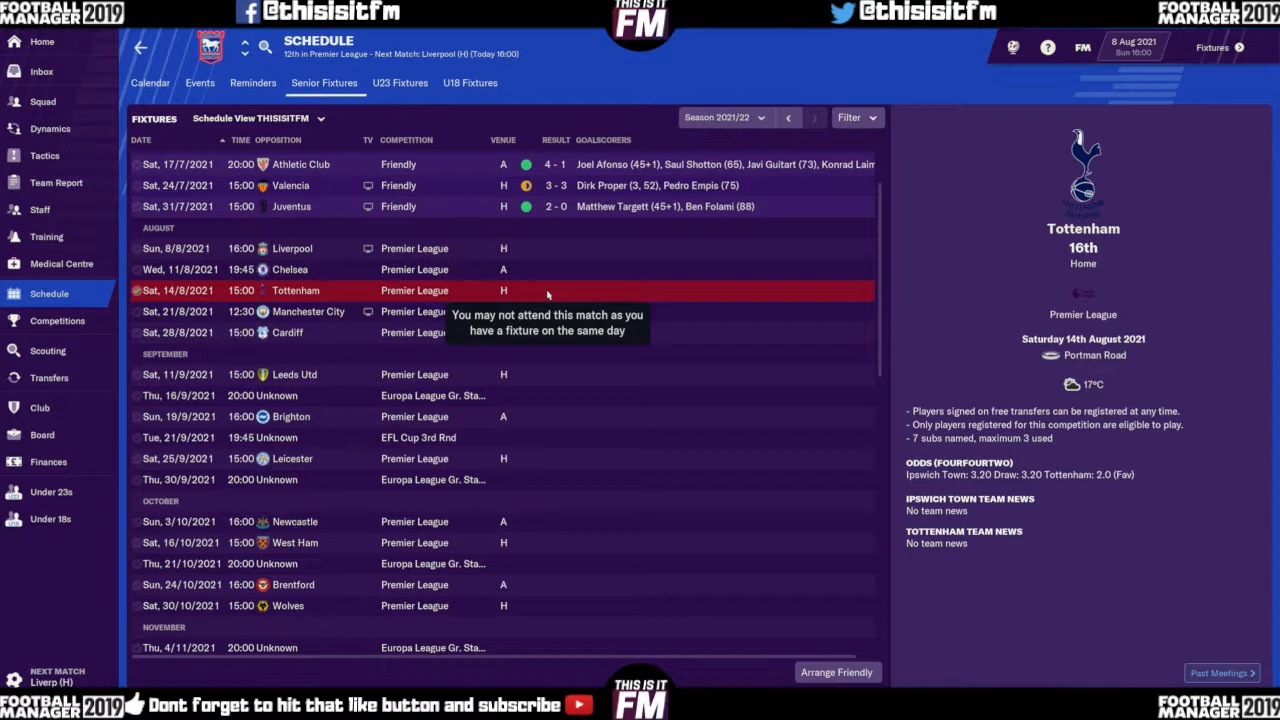 FOOTBALL MANAGER 2019
@thisisitfm
THIS IS IT FM
@thisisitfm
FOOTBALL MANAGER 2019
Home
Inbox
Squad
Dynamics
Tactics
Team Report
Staff
Training
Medical Centre
Schedule
Competitions
Scouting
Transfers
Club
Board
Finances
Under 23s
Under 18s
NEXT MATCH
Liverp (H)
SCHEDULE
12th in Premier League - Next Match: Liverpool (H) (Today 16:00)
FM
8 Aug 2021
Sun 16:00
Fixtures
Calendar Events Reminders Senior Fixtures U23 Fixtures U18 Fixtures
FIXTURES Schedule View THISISITFM Season 2021/22 Filter
DATE TIME OPPOSITION TV COMPETITION VENUE RESULT GOALSCORERS
Sat, 17/7/2021 20:00 Athletic Club Friendly A 4 - 1 Joel Afonso (45+1), Saul Shotton (65), Javi Guitart (73), Konrad Laim
Sat, 24/7/2021 15:00 Valencia Friendly H 3 - 3 Dirk Proper (3, 52), Pedro Empis (75)
Sat, 31/7/2021 15:00 Juventus Friendly H 2 - 0 Matthew Targett (45+1), Ben Folami (88)
AUGUST
Sun, 8/8/2021 16:00 Liverpool Premier League H
Wed, 11/8/2021 19:45 Chelsea Premier League A
Sat, 14/8/2021 15:00 Tottenham Premier League H
Sat, 21/8/2021 12:30 Manchester City Premier Leagu
Sat, 28/8/2021 15:00 Cardiff Premier Leagu
You may not attend this match as you
have a fixture on the same day
SEPTEMBER
Sat, 11/9/2021 15:00 Leeds Utd Premier League H
Thu, 16/9/2021 20:00 Unknown Europa League Gr. Sta...
Sun, 19/9/2021 16:00 Brighton Premier League A
Tue, 21/9/2021 19:45 Unknown EFL Cup 3rd Rnd
Sat, 25/9/2021 15:00 Leicester Premier League H
Thu, 30/9/2021 20:00 Unknown Europa League Gr. Sta...
OCTOBER
Sun, 3/10/2021 16:00 Newcastle Premier League A
Sat, 16/10/2021 15:00 West Ham Premier League H
Thu, 21/10/2021 20:00 Unknown Europa League Gr. Sta...
Sun, 24/10/2021 16:00 Brentford Premier League A
Sat, 30/10/2021 15:00 Wolves Premier League H
NOVEMBER
Thu, 4/11/2021 20:00 Unknown Europa League Gr. Sta...
Arrange Friendly
Tottenham
16th
Home
Premier League
Saturday 14th August 2021
Portman Road
17°C
- Players signed on free transfers can be registered at any time.
- Only players registered for this competition are eligible to play.
- 7 subs named, maximum 3 used
ODDS (FOURFOURTWO)
Ipswich Town: 3.20 Draw: 3.20 Tottenham: 2.0 (Fav)
IPSWICH TOWN TEAM NEWS
No team news
TOTTENHAM TEAM NEWS
No team news
Past Meetings
FOOTBALL MANAGER 2019
Dont forget to hit that like button and subscribe
THIS IS IT FM
FOOTBALL MANAGER 2019